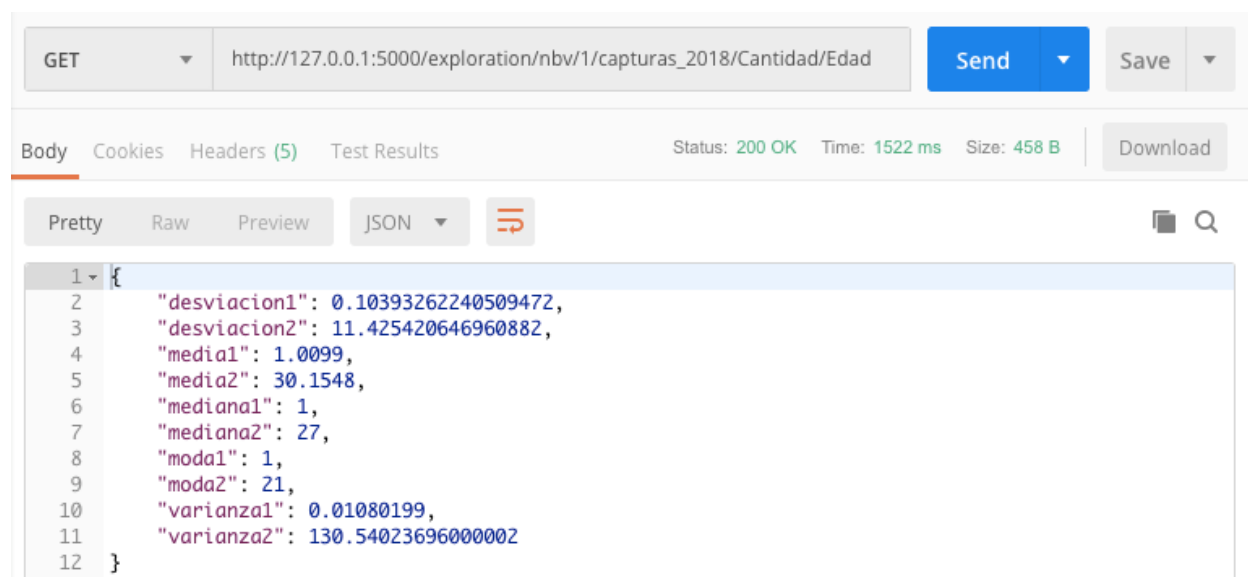 GET http://127.0.0.1:5000/exploration/nbv/1/capturas_2018/Cantidad/Edad Send Save
Body Cookies Headers (5) Test Results Status: 200 OK Time: 1522 ms Size: 458 B Download
Pretty Raw Preview JSON
1 {
2 "desviacion1": 0.10393262240509472,
3 "desviacion2": 11.425420646960882,
4 "media1": 1.0099,
5 "media2": 30.1548,
6 "mediana1": 1,
7 "mediana2": 27,
8 "moda1": 1,
9 "moda2": 21,
10 "varianza1": 0.01080199,
11 "varianza2": 130.54023696000002
12 }